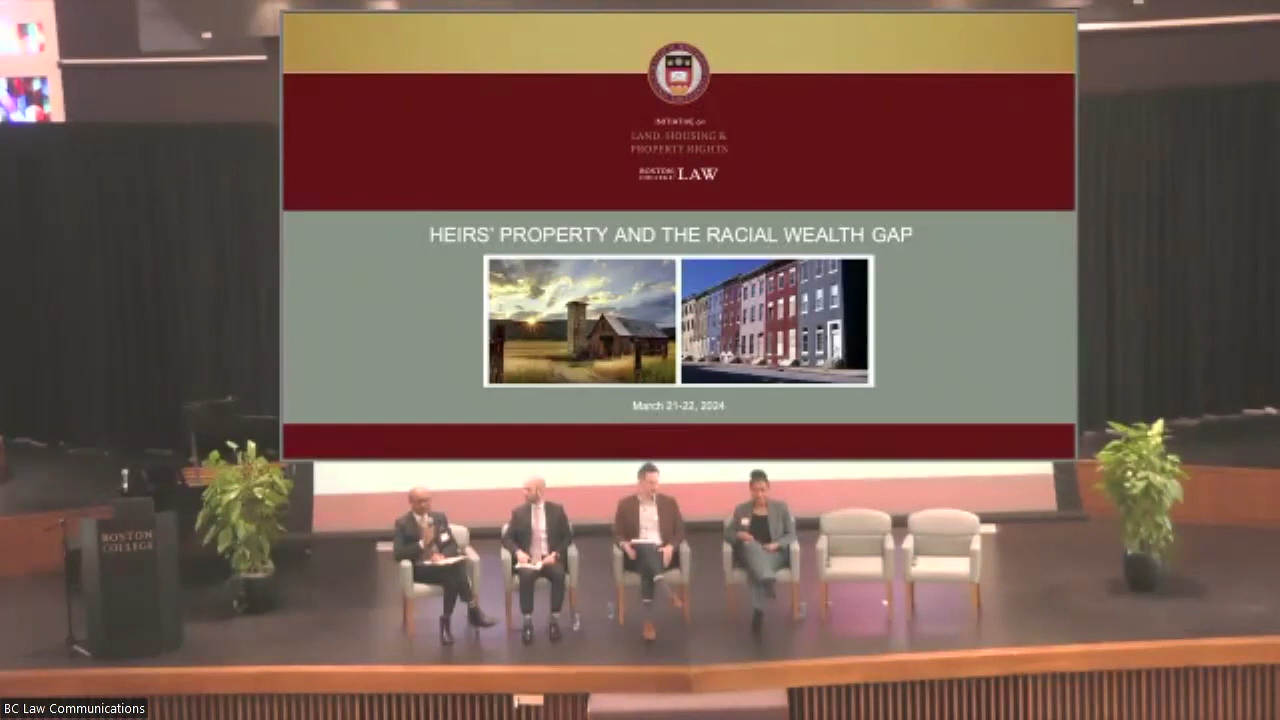 INITIATIVE on
LAND, HOUSING &
PROPERTY RIGHTS
BOSTON
COLLEGE
LAW
HEIRS' PROPERTY AND THE RACIAL WEALTH GAP
March 21-22, 2024
BOSTON
COLLEGE
BC Law Communications